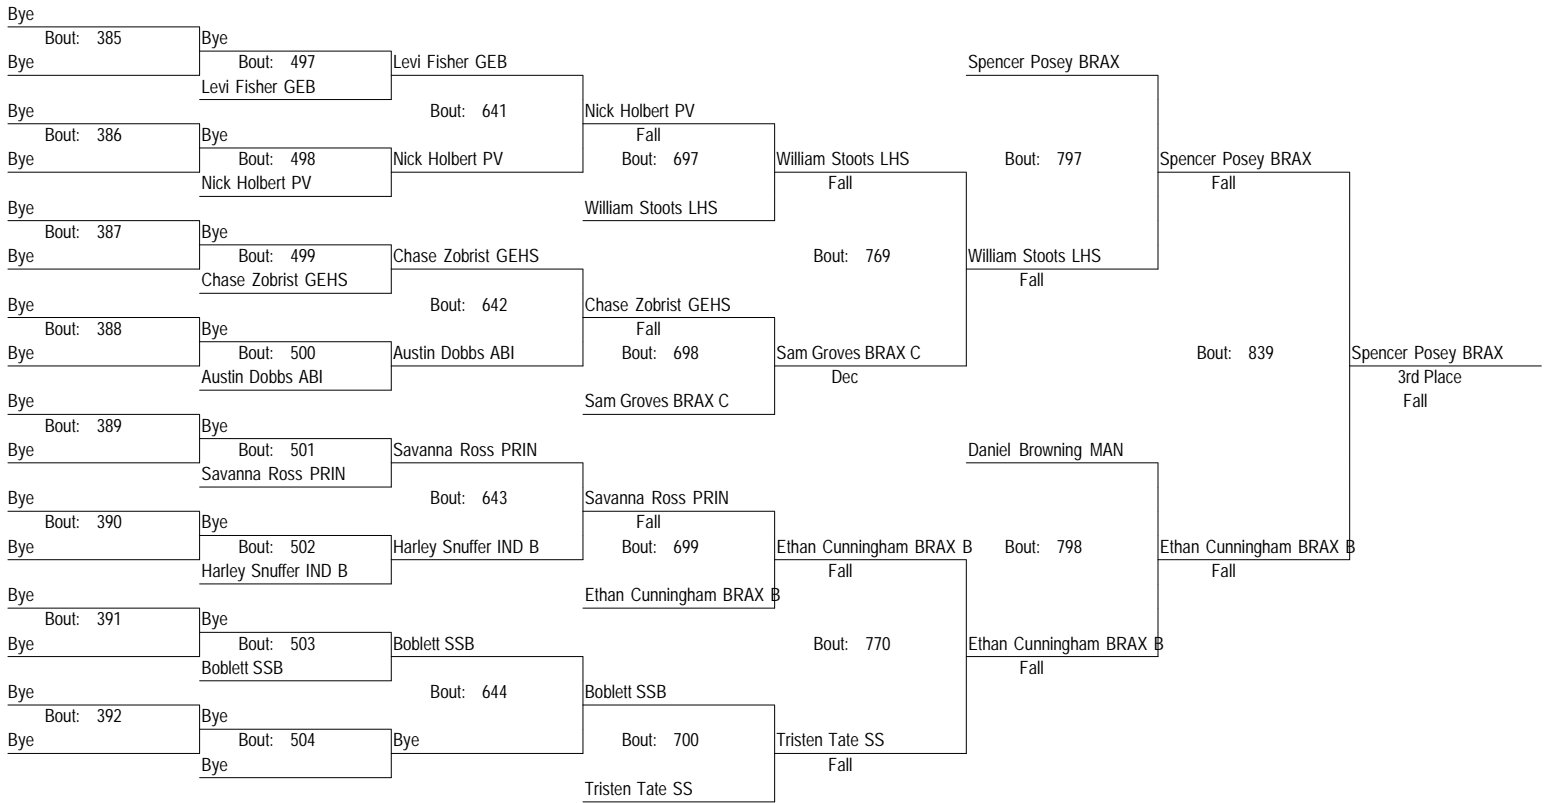 Bye
Bout: 385 Bye
Bye Bout: 497 Levi Fisher GEB Spencer Posey BRAX
Levi Fisher GEB
Bye Bout: 641 Nick Holbert PV
Bout: 386 Bye Fall
Bye Bout: 498 Nick Holbert PV Bout: 697 William Stoots LHS Bout: 797 Spencer Posey BRAX
Nick Holbert PV Fall Fall
Bye William Stoots LHS
Bout: 387 Bye
Bye Bout: 499 Chase Zobrist GEHS Bout: 769 William Stoots LHS
Chase Zobrist GEHS Fall
Bye Bout: 642 Chase Zobrist GEHS
Bout: 388 Bye Fall
Bye Bout: 500 Austin Dobbs ABI Bout: 698 Sam Groves BRAX C Bout: 839 Spencer Posey BRAX
Austin Dobbs ABI Dec 3rd Place
Bye Sam Groves BRAX C Fall
Bout: 389 Bye
Bye Bout: 501 Savanna Ross PRIN Daniel Browning MAN
Savanna Ross PRIN
Bye Bout: 643 Savanna Ross PRIN
Bout: 390 Bye Fall
Bye Bout: 502 Harley Snuffer IND B Bout: 699 Ethan Cunningham BRAX B Bout: 798 Ethan Cunningham BRAX B
Harley Snuffer IND B Fall Fall
Bye Ethan Cunningham BRAX B
Bout: 391 Bye
Bye Bout: 503 Boblett SSB Bout: 770 Ethan Cunningham BRAX B
Boblett SSB Fall
Bye Bout: 644 Boblett SSB
Bout: 392 Bye
Bye Bout: 504 Bye Bout: 700 Tristen Tate SS
Bye Fall
Tristen Tate SS